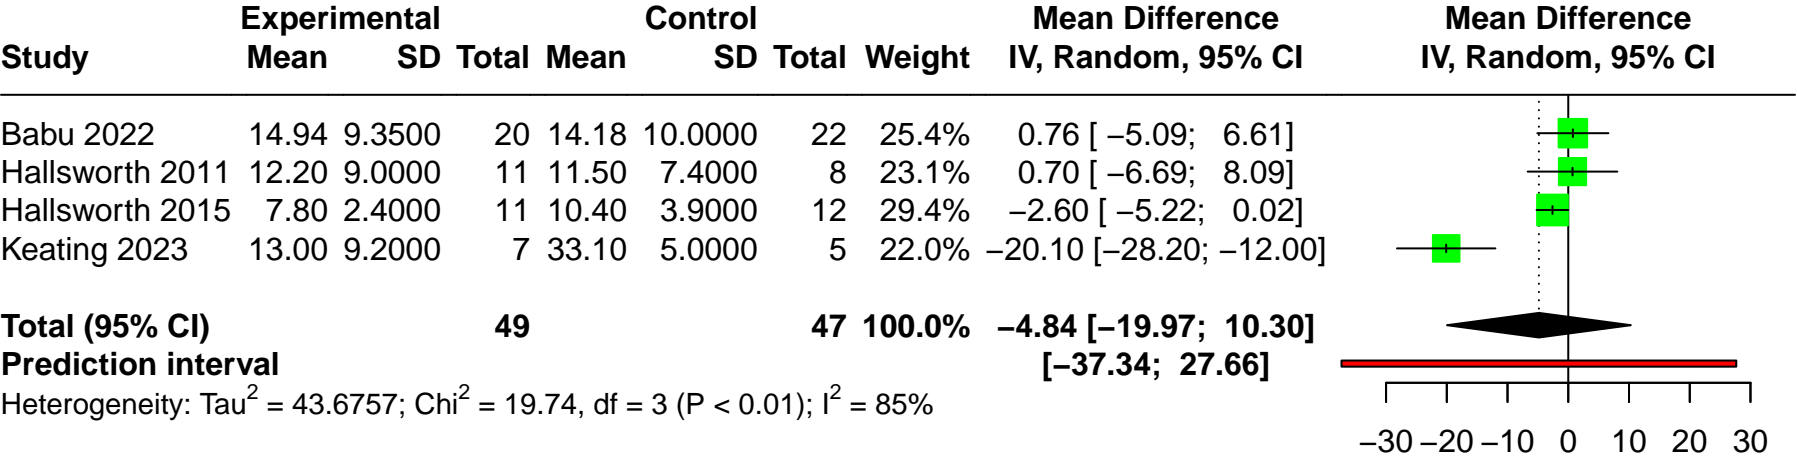 Experimental Control Mean Difference Mean Difference
Study Mean SD Total Mean SD Total Weight IV, Random, 95% CI IV, Random, 95% CI
Babu 2022 14.94 9.3500 20 14.18 10.0000 22 25.4% 0.76 [ −5.09; 6.61]
Hallsworth 2011 12.20 9.0000 11 11.50 7.4000 8 23.1% 0.70 [ −6.69; 8.09]
Hallsworth 2015 7.80 2.4000 11 10.40 3.9000 12 29.4% −2.60 [ −5.22; 0.02]
Keating 2023 13.00 9.2000 7 33.10 5.0000 5 22.0% −20.10 [−28.20; −12.00]
Total (95% CI) 49 47 100.0% −4.84 [−19.97; 10.30]
Prediction interval [−37.34; 27.66]
Heterogeneity: Tau² = 43.6757; Chi² = 19.74, df = 3 (P < 0.01); I² = 85%
−30 −20 −10 0 10 20 30